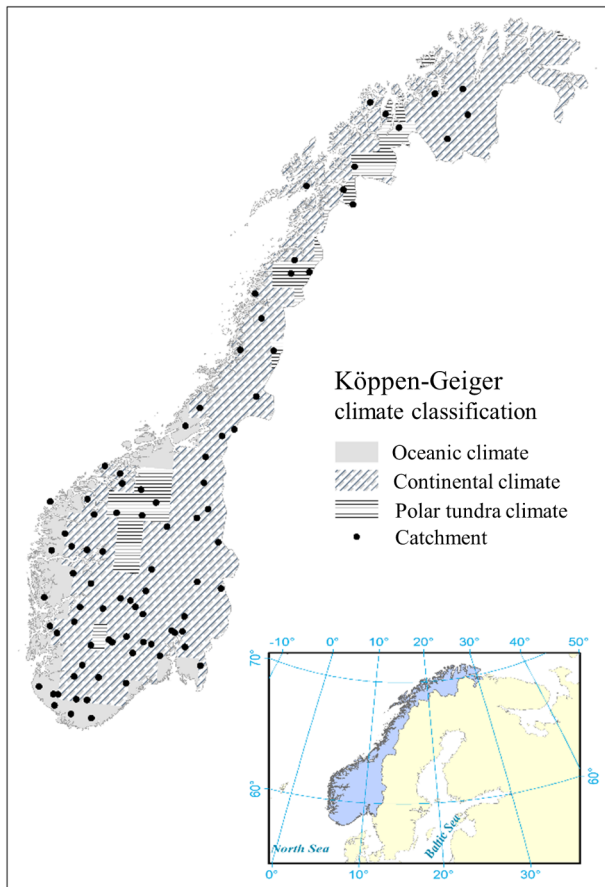 Köppen-Geiger
climate classification
Oceanic climate
Continental climate
Polar tundra climate
Catchment
-10° 0° 10° 20° 30° 40° 50°
70°
60°
60°
North Sea
Baltic Sea
0° 10° 20° 30°